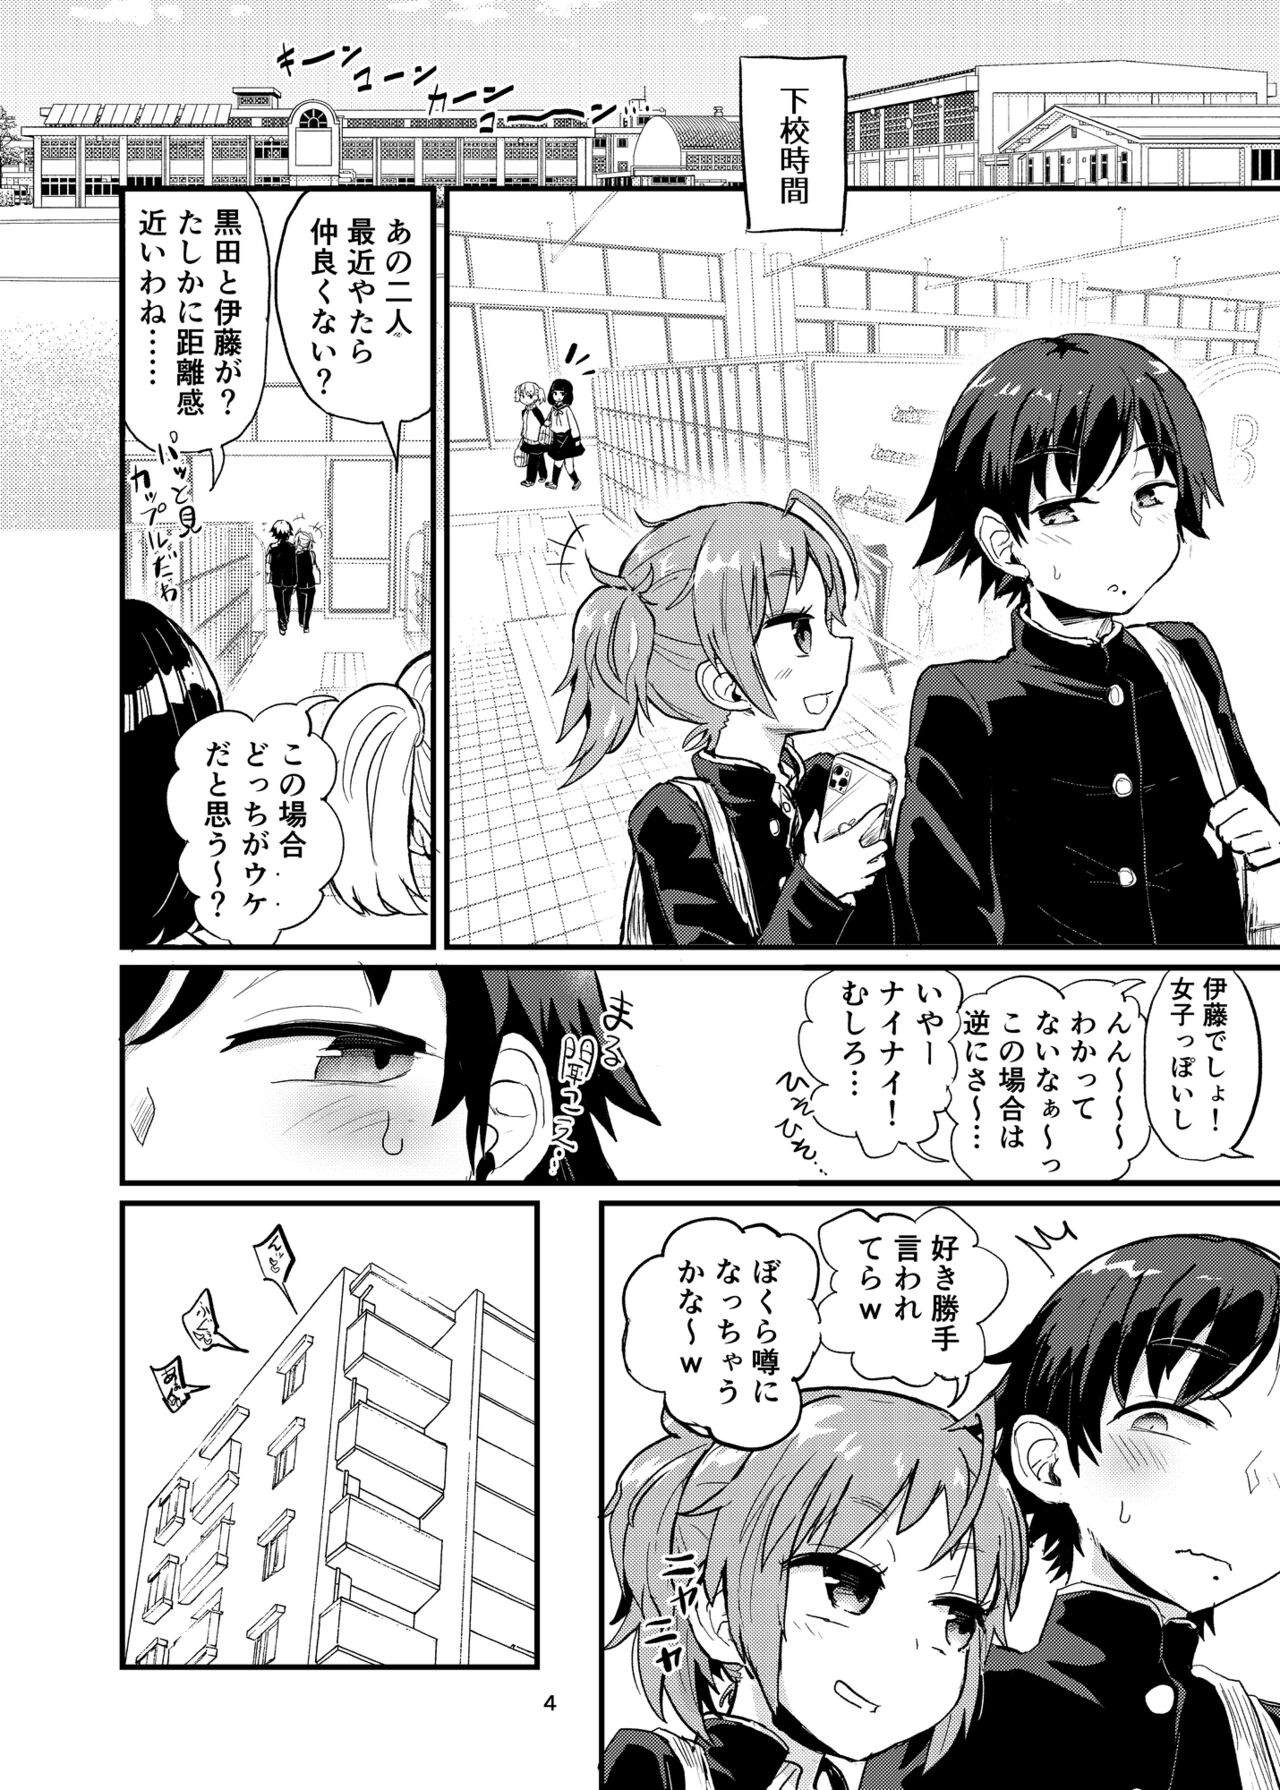 キーンコーンカーンコーン…
下校時間
あの二人
最近やたら
仲良くない？
黒田と伊藤が？
たしかに距離感
近いわね……
パッと見
カップルだゎ
この場合
どっちがウケ
だと思う〜？
伊藤でしょ！
女子っぽいし
んん〜〜〜
わかって
ないなぁ〜っ
この場合は
逆にさ〜…
いやー
ナイナイ！
むしろ…
ひそひそ…
まる
聞こえ…
好き勝手
言われ
てらｗ
ぼくら噂に
なっちゃう
かな〜ｗ
ニャ
ニャ
4